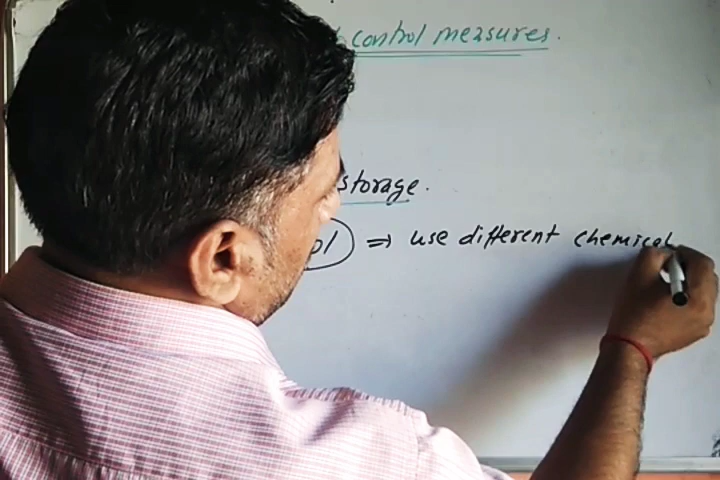 control measures.
storage.
ol ⇒ use different chemical